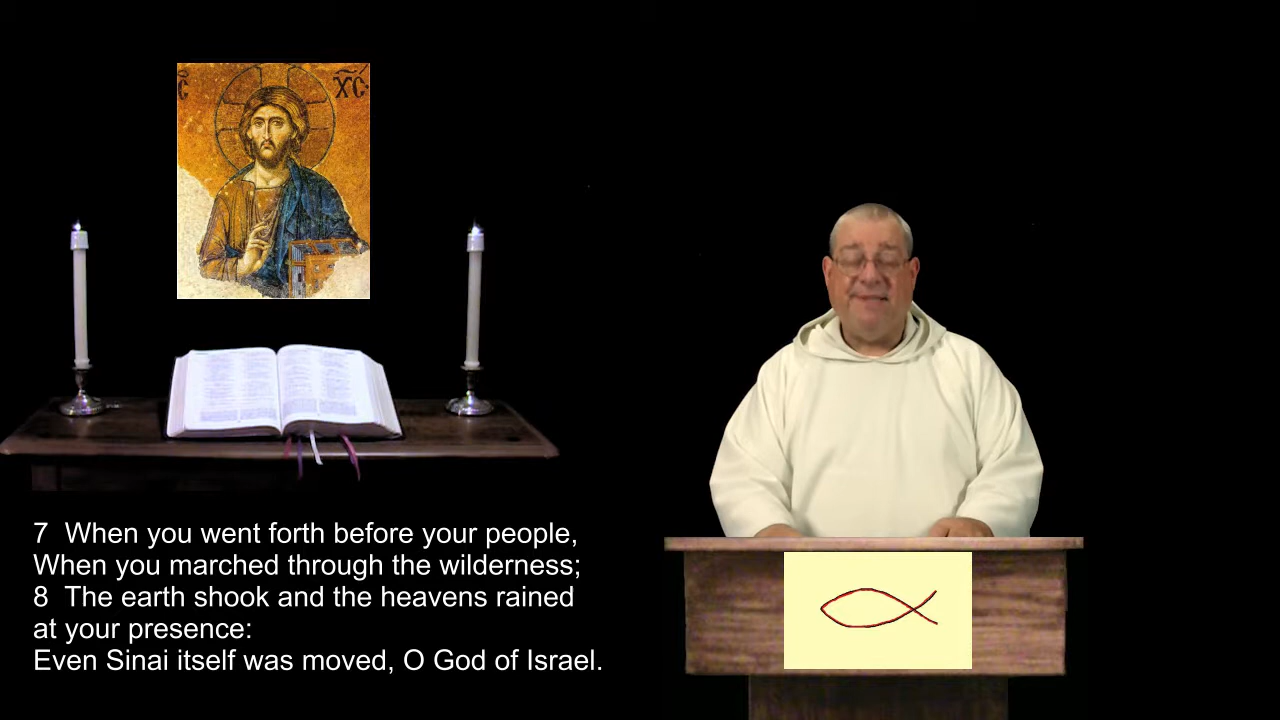 XC
7 When you went forth before your people,
When you marched through the wilderness;
8 The earth shook and the heavens rained
at your presence:
Even Sinai itself was moved, O God of Israel.